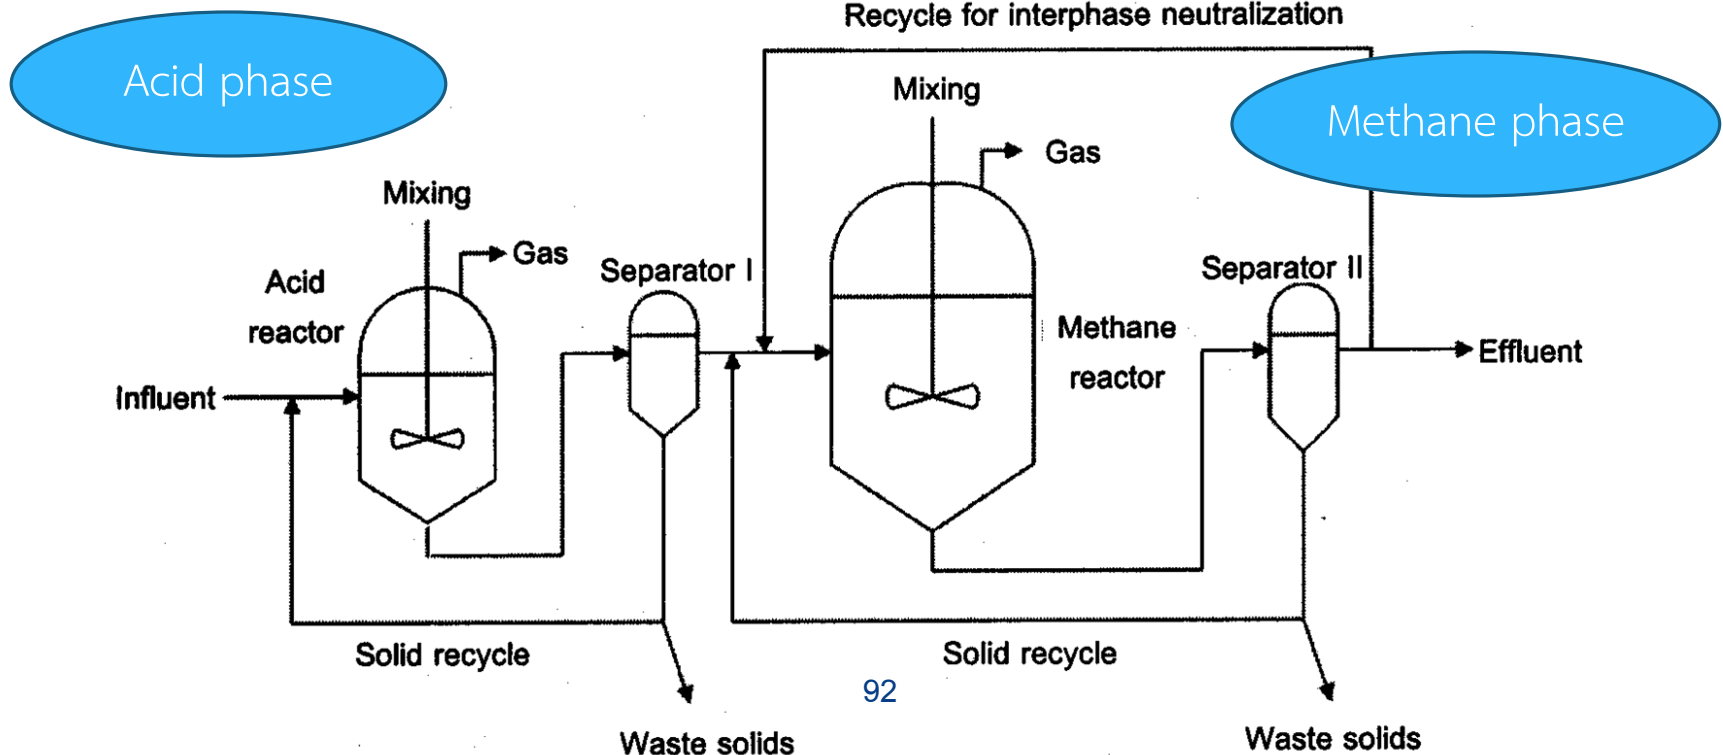 Recycle for interphase neutralization
Acid phase
Methane phase
Mixing
Gas
Mixing
Gas
Acid
reactor
Separator I
Separator II
Methane
reactor
Influent
Effluent
Solid recycle
Solid recycle
92
Waste solids
Waste solids